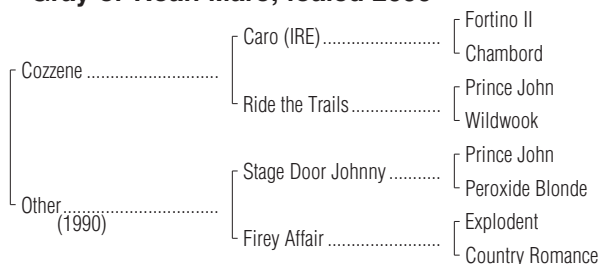 Gray or Roan Mare; foaled 2000
Fortino II
Caro (IRE)
Chambord
Cozzene
Prince John
Ride the Trails
Wildwook
Prince John
Stage Door Johnny
Peroxide Blonde
Other
(1990)
Explodent
Firey Affair
Country Romance